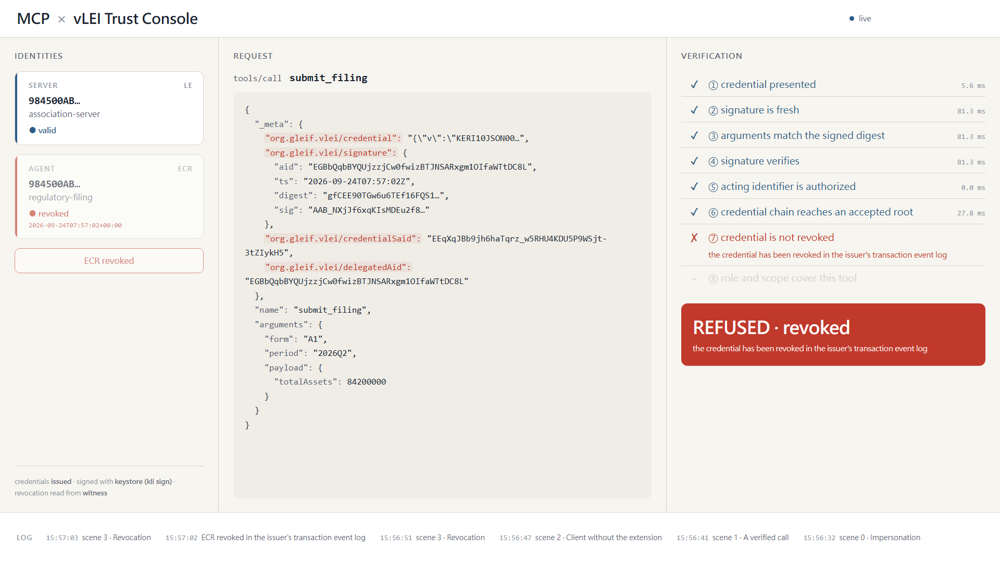 MCP × vLEI Trust Console
live
IDENTITIES
SERVER LE
984500AB…
association-server
valid
AGENT ECR
984500AB…
regulatory-filing
revoked
2026-09-24T07:57:02+00:00
ECR revoked
credentials issued · signed with keystore (kli sign) ·
revocation read from witness
REQUEST
tools/call submit_filing
{
"_meta": {
"org.gleif.vlei/credential": "{\"v\":\"KERI10JSON00…",
"org.gleif.vlei/signature": {
"aid": "EGBbQqbBYQUjzzjCw0fwizBTJNSARxgm1OIfaWTtDC8L",
"ts": "2026-09-24T07:57:02Z",
"digest": "gfCEE90TGw6u6TEf16FQS1…",
"sig": "AAB_NXjJf6xqKIsMDEu2f8…"
},
"org.gleif.vlei/credentialSaid": "EEqXqJBb9jh6haTqrz_w5RHU4KDU5P9WSjt-
3tZIykH5",
"org.gleif.vlei/delegatedAid":
"EGBbQqbBYQUjzzjCw0fwizBTJNSARxgm1OIfaWTtDC8L"
},
"name": "submit_filing",
"arguments": {
"form": "A1",
"period": "2026Q2",
"payload": {
"totalAssets": 84200000
}
}
}
VERIFICATION
✓ ① credential presented 5.6 ms
✓ ② signature is fresh 81.3 ms
✓ ③ arguments match the signed digest 81.3 ms
✓ ④ signature verifies 81.3 ms
✓ ⑤ acting identifier is authorized 0.0 ms
✓ ⑥ credential chain reaches an accepted root 27.8 ms
✗ ⑦ credential is not revoked
the credential has been revoked in the issuer's transaction event log
– ⑧ role and scope cover this tool
REFUSED · revoked
the credential has been revoked in the issuer's transaction event log
LOG 15:57:03 scene 3 · Revocation 15:57:02 ECR revoked in the issuer's transaction event log 15:56:51 scene 3 · Revocation 15:56:47 scene 2 · Client without the extension 15:56:41 scene 1 · A verified call 15:56:32 scene 0 · Impersonation